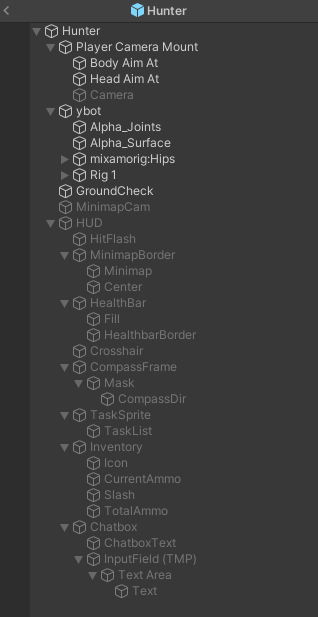 Hunter
Hunter
Player Camera Mount
Body Aim At
Head Aim At
Camera
ybot
Alpha_Joints
Alpha_Surface
mixamorig:Hips
Rig 1
GroundCheck
MinimapCam
HUD
HitFlash
MinimapBorder
Minimap
Center
HealthBar
Fill
HealthbarBorder
Crosshair
CompassFrame
Mask
CompassDir
TaskSprite
TaskList
Inventory
Icon
CurrentAmmo
Slash
TotalAmmo
Chatbox
ChatboxText
InputField (TMP)
Text Area
Text